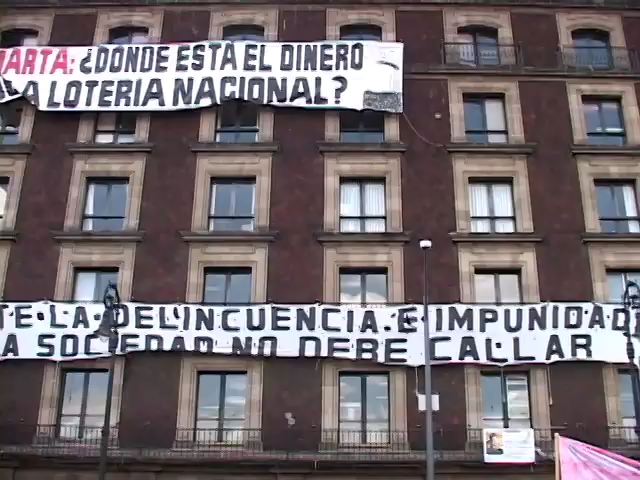 MARTA: ¿DONDE ESTA EL DINERO
LA LOTERIA NACIONAL?
TE LA DELINCUENCIA E IMPUNIDAD
A SOCIEDAD NO DEBE CALLAR